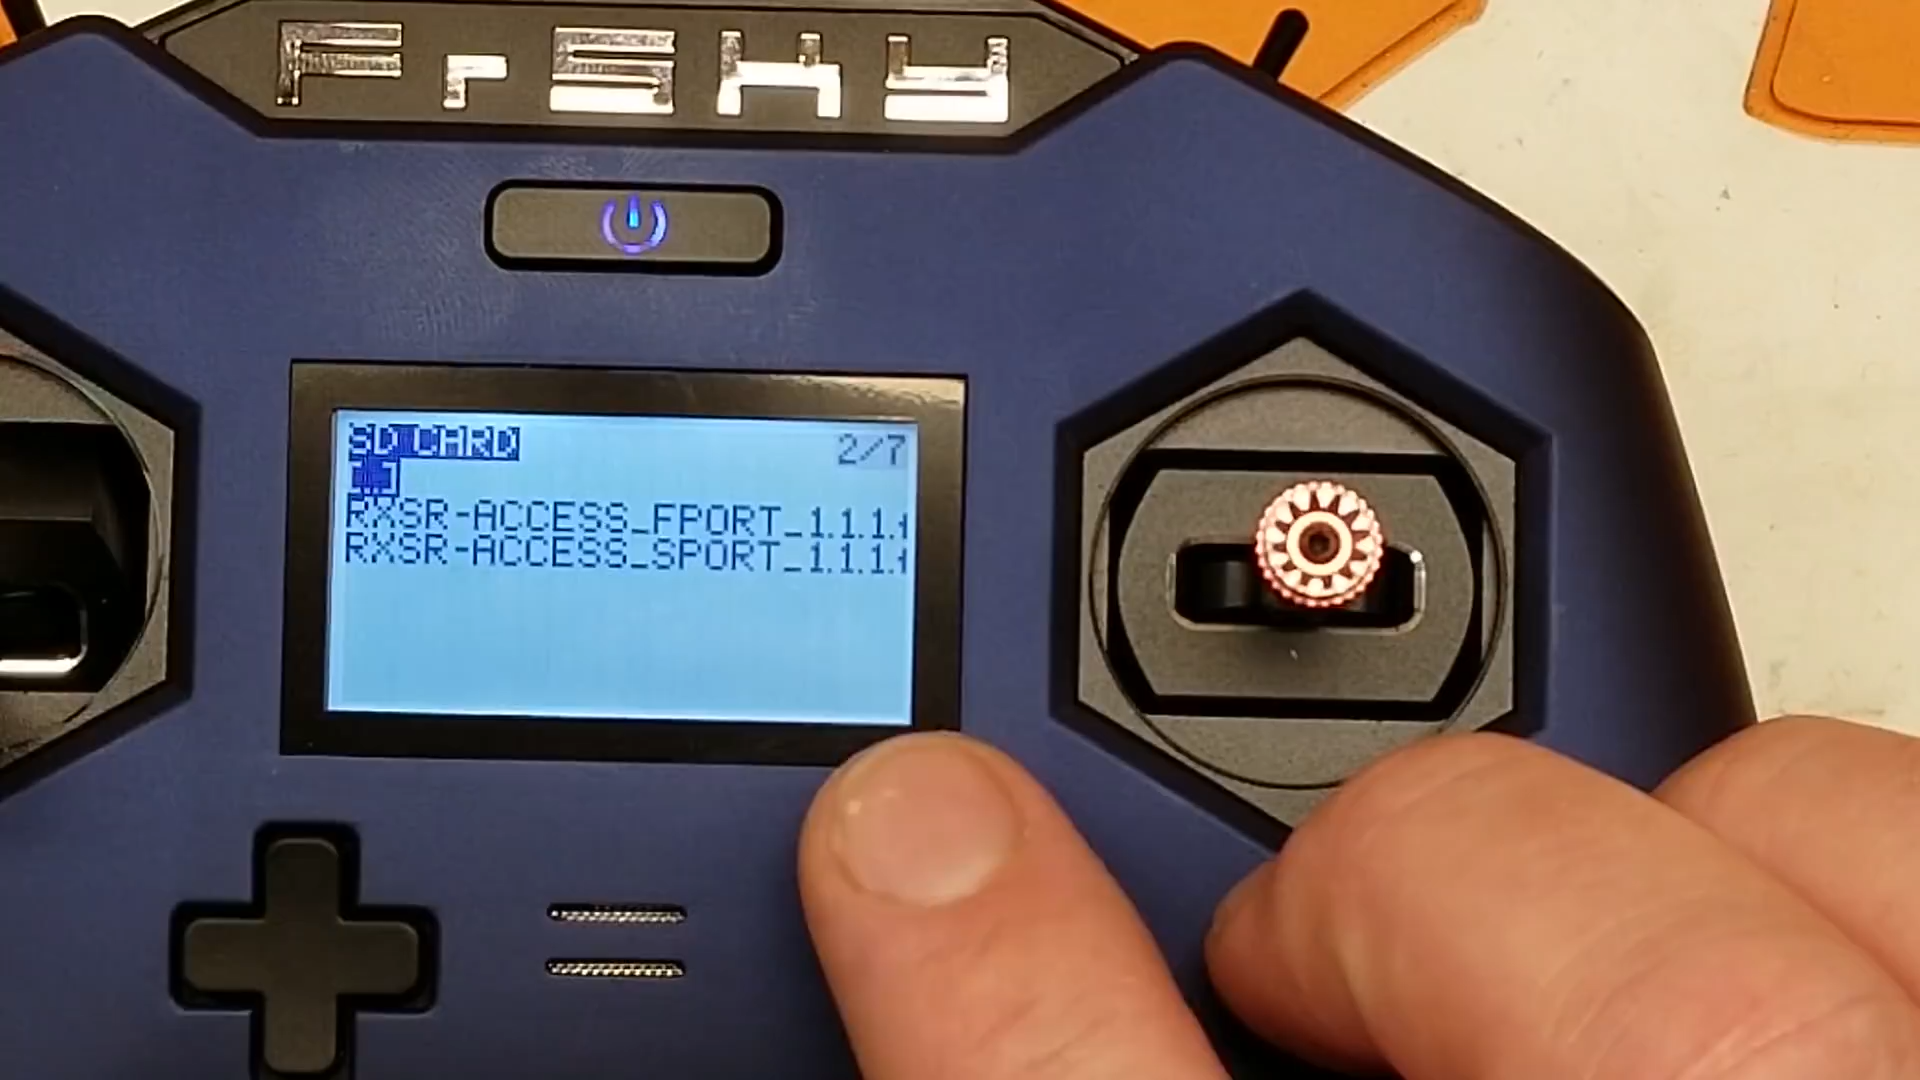 FrSKY
SD CARD 2/7
[..]
RXSR-ACCESS_FPORT_1.1.1.f
RXSR-ACCESS_SPORT_1.1.1.f